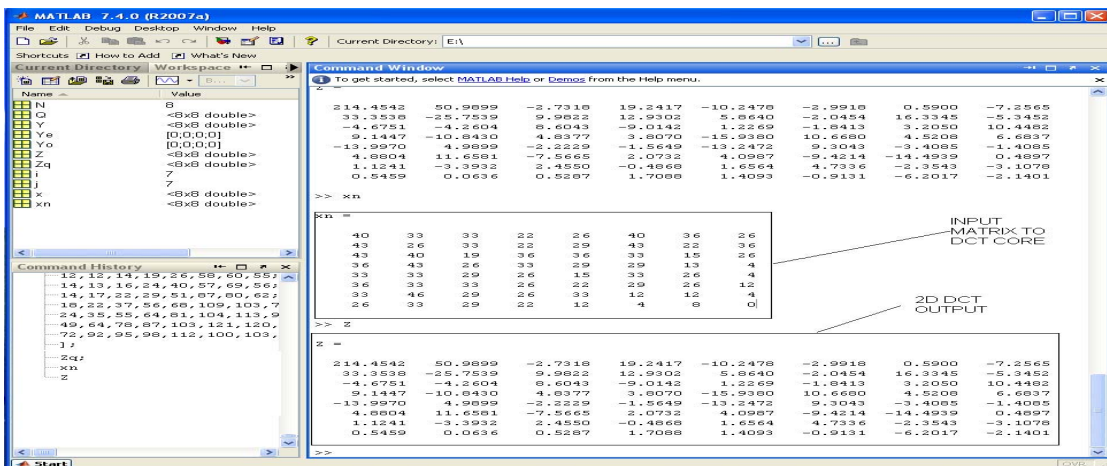 MATLAB 7.4.0 (R2007a)
File Edit Debug Desktop Window Help
Current Directory: E:\
Shortcuts How to Add What's New
Current Directory Workspace
Name Value
N 8
Q <8x8 double>
Y <8x8 double>
Ye [0;0;0;0]
Yo [0;0;0;0]
Z <8x8 double>
Zq <8x8 double>
i 7
j 7
x <8x8 double>
xn <8x8 double>
Command History
12,12,14,19,26,58,60,55;
14,13,16,24,40,57,69,56;
14,17,22,29,51,87,80,62;
18,22,37,56,68,109,103,7
24,35,55,64,81,104,113,9
49,64,78,87,103,121,120,
72,92,95,98,112,100,103,
];
Zq;
xn
Z
Start
Command Window
To get started, select MATLAB Help or Demos from the Help menu.
Z =
214.4542 50.9899 -2.7318 19.2417 -10.2478 -2.9918 0.5900 -7.2565
33.3538 -25.7539 9.9822 12.9302 5.8640 -2.0454 16.3345 -5.3452
-4.6751 -4.2604 8.6043 -9.0142 1.2269 -1.8413 3.2050 10.4482
9.1447 -10.8430 4.8377 3.8070 -15.9380 10.6680 4.5208 6.6837
-13.9970 4.9899 -2.2229 -1.5649 -13.2472 9.3043 -3.4085 -1.4085
4.8804 11.6581 -7.5665 2.0732 4.0987 -9.4214 -14.4939 0.4897
1.1241 -3.3932 2.4550 -0.4868 1.6564 4.7336 -2.3543 -3.1078
0.5459 0.0636 0.5287 1.7088 1.4093 -0.9131 -6.2017 -2.1401
>> xn
xn =
40 33 33 22 26 40 36 26
43 26 33 22 29 43 22 36
43 40 19 36 36 33 15 26
36 43 26 33 29 29 13 4
33 33 29 26 15 33 26 4
36 33 33 26 22 29 26 12
33 46 29 26 33 12 12 4
26 33 29 22 12 4 8 0
INPUT
MATRIX TO
DCT CORE
>> Z
2D DCT
OUTPUT
Z =
214.4542 50.9899 -2.7318 19.2417 -10.2478 -2.9918 0.5900 -7.2565
33.3538 -25.7539 9.9822 12.9302 5.8640 -2.0454 16.3345 -5.3452
-4.6751 -4.2604 8.6043 -9.0142 1.2269 -1.8413 3.2050 10.4482
9.1447 -10.8430 4.8377 3.8070 -15.9380 10.6680 4.5208 6.6837
-13.9970 4.9899 -2.2229 -1.5649 -13.2472 9.3043 -3.4085 -1.4085
4.8804 11.6581 -7.5665 2.0732 4.0987 -9.4214 -14.4939 0.4897
1.1241 -3.3932 2.4550 -0.4868 1.6564 4.7336 -2.3543 -3.1078
0.5459 0.0636 0.5287 1.7088 1.4093 -0.9131 -6.2017 -2.1401
>>
OVR